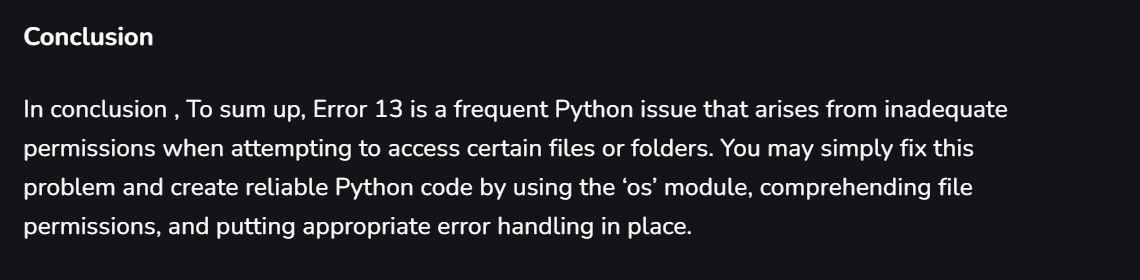 Conclusion
In conclusion , To sum up, Error 13 is a frequent Python issue that arises from inadequate
permissions when attempting to access certain files or folders. You may simply fix this
problem and create reliable Python code by using the ‘os’ module, comprehending file
permissions, and putting appropriate error handling in place.